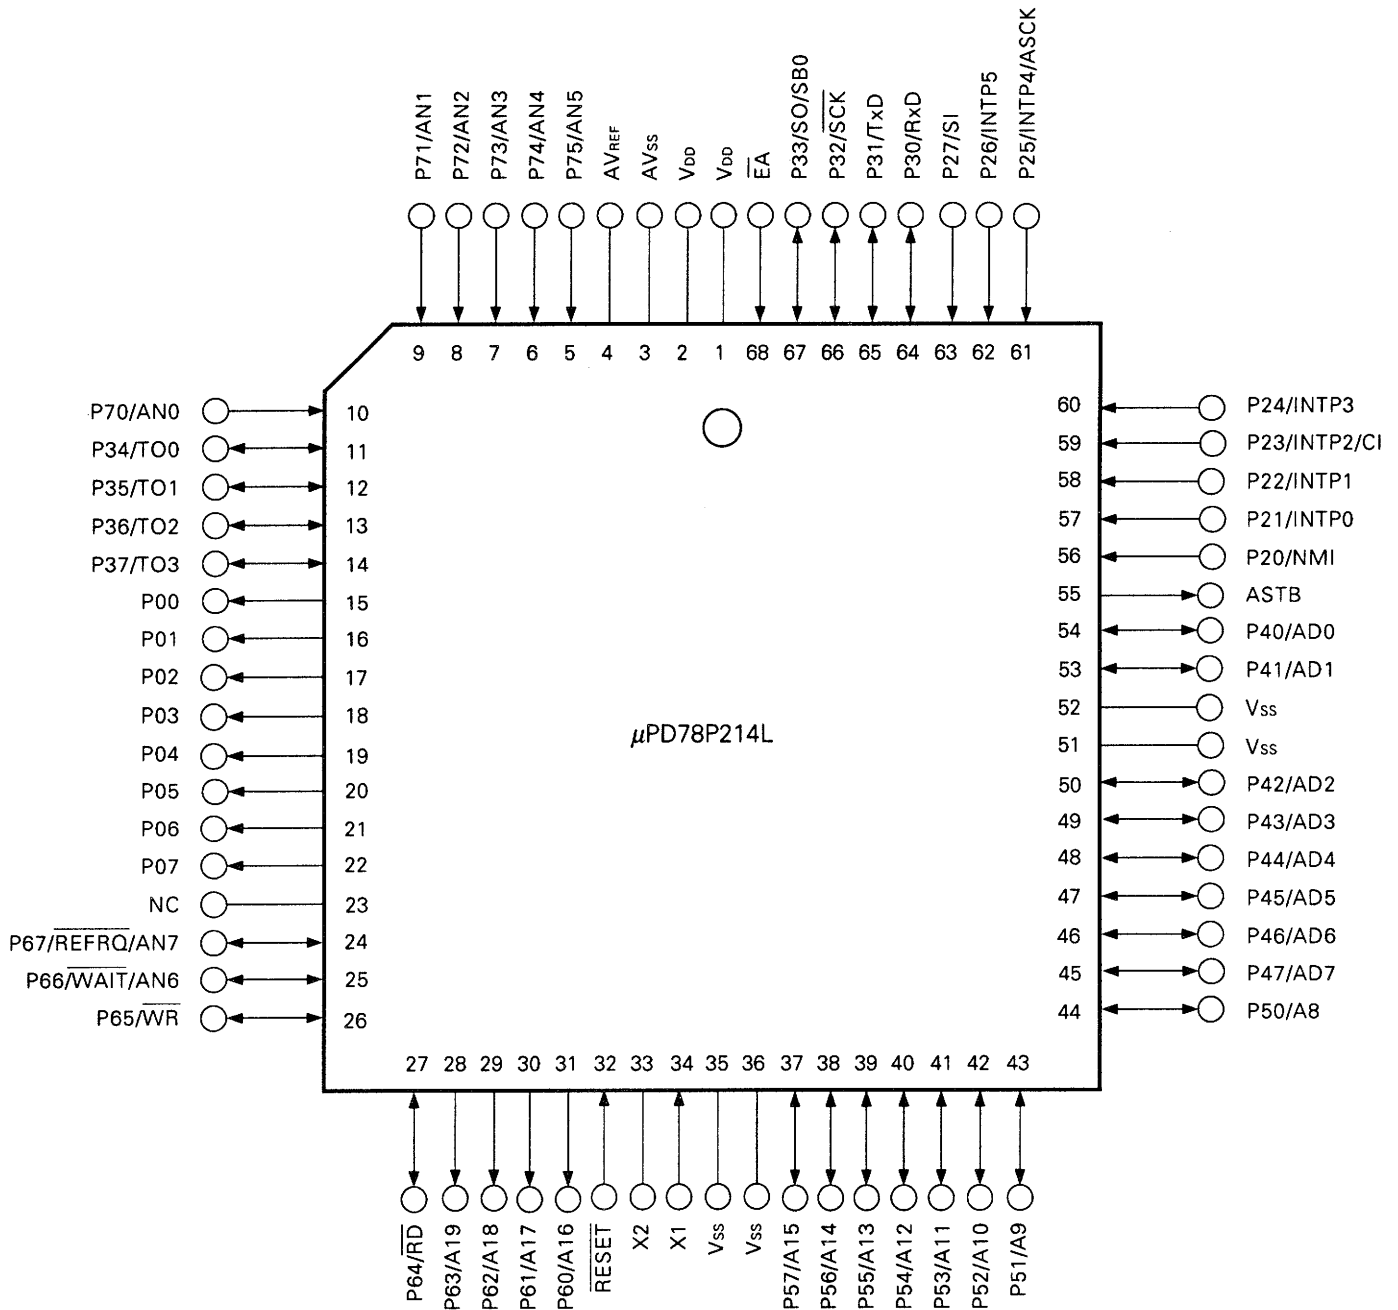 P71/AN1
P72/AN2
P73/AN3
P74/AN4
P75/AN5
AVREF
AVSS
VDD
VDD
EA
P33/SO/SB0
P32/SCK
P31/TxD
P30/RxD
P27/SI
P26/INTP5
P25/INTP4/ASCK
9 8 7 6 5 4 3 2 1 68 67 66 65 64 63 62 61
P70/AN0 10
P34/TO0 11
P35/TO1 12
P36/TO2 13
P37/TO3 14
P00 15
P01 16
P02 17
P03 18
P04 19
P05 20
P06 21
P07 22
NC 23
P67/REFRQ/AN7 24
P66/WAIT/AN6 25
P65/WR 26
µPD78P214L
60 P24/INTP3
59 P23/INTP2/CI
58 P22/INTP1
57 P21/INTP0
56 P20/NMI
55 ASTB
54 P40/AD0
53 P41/AD1
52 VSS
51 VSS
50 P42/AD2
49 P43/AD3
48 P44/AD4
47 P45/AD5
46 P46/AD6
45 P47/AD7
44 P50/A8
27 28 29 30 31 32 33 34 35 36 37 38 39 40 41 42 43
P64/RD
P63/A19
P62/A18
P61/A17
P60/A16
RESET
X2
X1
VSS
VSS
P57/A15
P56/A14
P55/A13
P54/A12
P53/A11
P52/A10
P51/A9